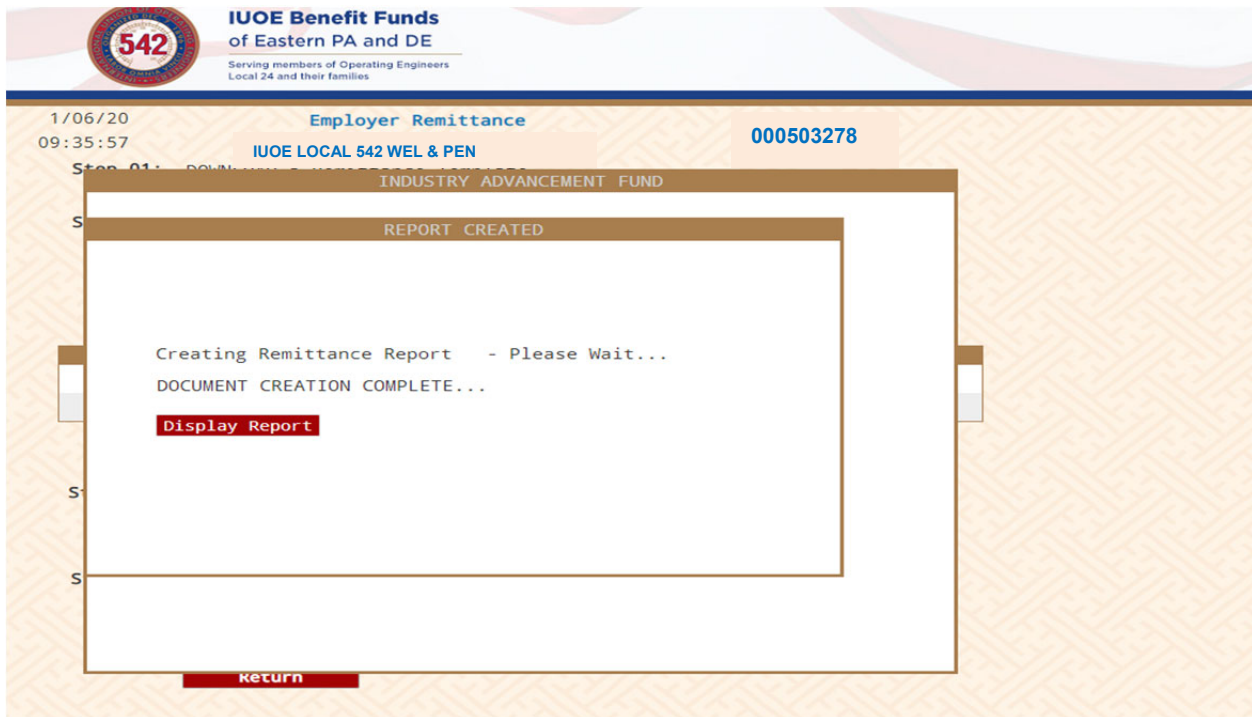 542
IUOE Benefit Funds
of Eastern PA and DE
Serving members of Operating Engineers
Local 24 and their families
1/06/20
Employer Remittance
000503278
09:35:57
IUOE LOCAL 542 WEL & PEN
Step 01:
INDUSTRY ADVANCEMENT FUND
REPORT CREATED
Creating Remittance Report - Please Wait...
DOCUMENT CREATION COMPLETE...
Display Report
Return